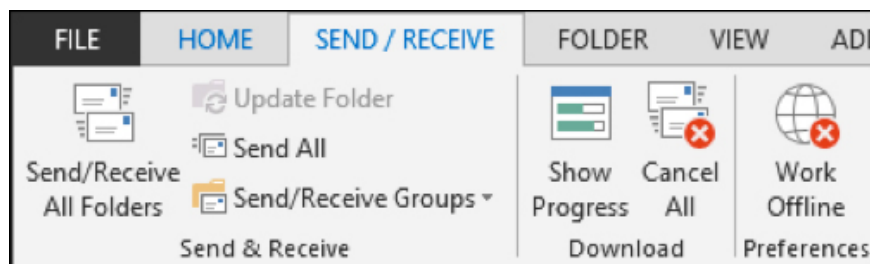 FILE HOME SEND / RECEIVE FOLDER VIEW
Update Folder
Send All
Send/Receive Groups
Send/Receive
All Folders
Show
Progress
Cancel
All
Work
Offline
Send & Receive Download Preferences